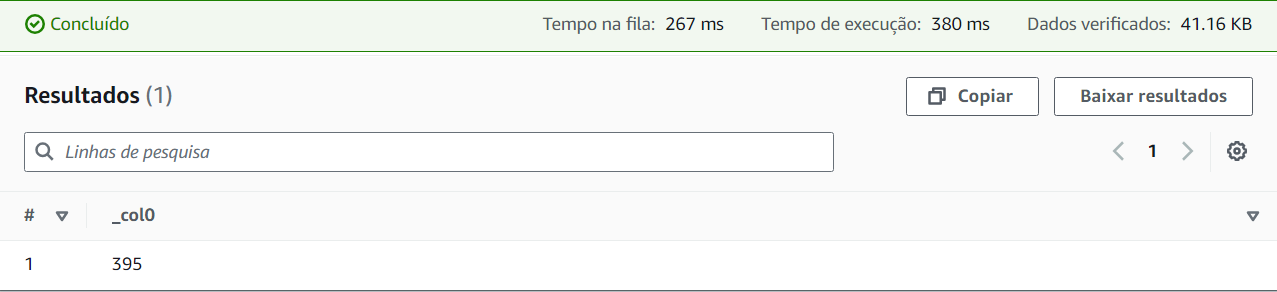 Concluído Tempo na fila: 267 ms Tempo de execução: 380 ms Dados verificados: 41.16 KB
Resultados (1) Copiar Baixar resultados
Linhas de pesquisa 1
# _col0
1 395